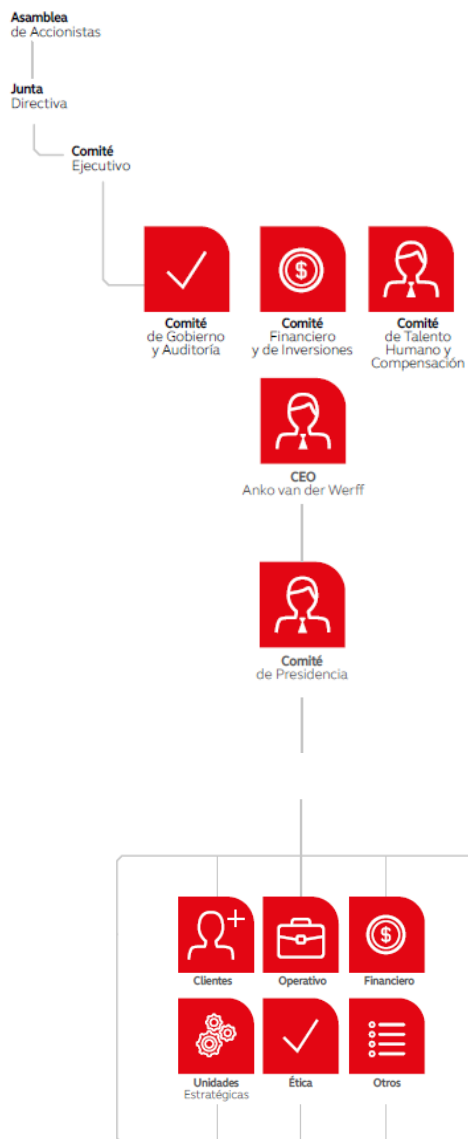 Asamblea
de Accionistas
Junta
Directiva
Comité
Ejecutivo
Comité
de Gobierno
y Auditoría
Comité
Financiero
y de Inversiones
Comité
de Talento
Humano y
Compensación
CEO
Anko van der Werff
Comité
de Presidencia
Clientes
Operativo
Financiero
Unidades
Estratégicas
Ética
Otros